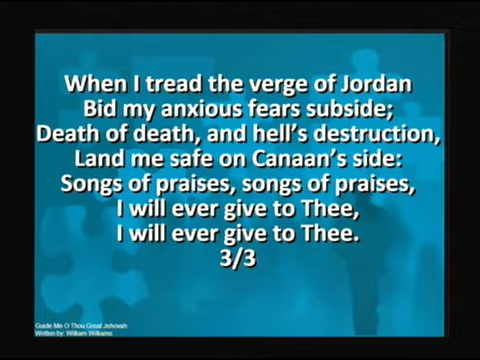 When I tread the verge of Jordan
Bid my anxious fears subside;
Death of death, and hell's destruction,
Land me safe on Canaan's side:
Songs of praises, songs of praises,
I will ever give to Thee,
I will ever give to Thee.
3/3
Guide Me O Thou Great Jehovah
Written by: William Williams